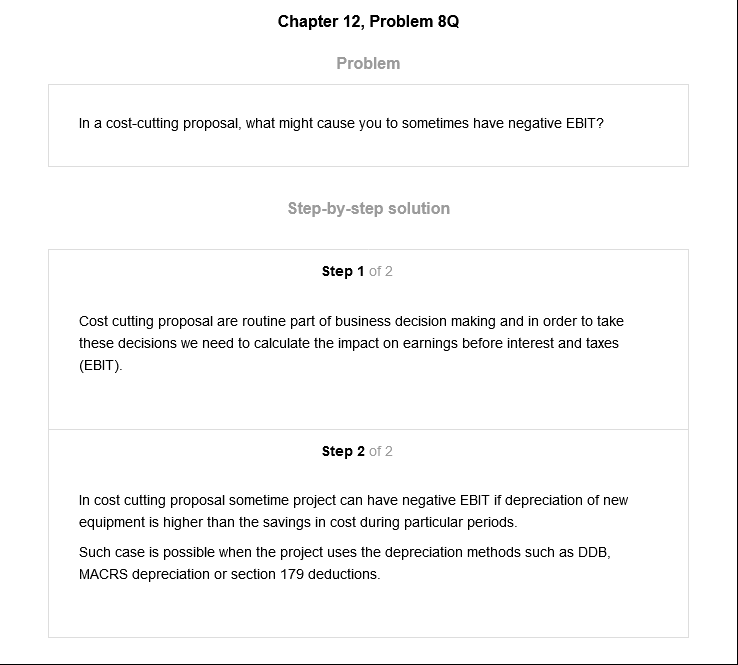 Chapter 12, Problem 8Q
Problem
In a cost-cutting proposal, what might cause you to sometimes have negative EBIT?
Step-by-step solution
Step 1 of 2
Cost cutting proposal are routine part of business decision making and in order to take
these decisions we need to calculate the impact on earnings before interest and taxes
(EBIT).
Step 2 of 2
In cost cutting proposal sometime project can have negative EBIT if depreciation of new
equipment is higher than the savings in cost during particular periods.
Such case is possible when the project uses the depreciation methods such as DDB,
MACRS depreciation or section 179 deductions.